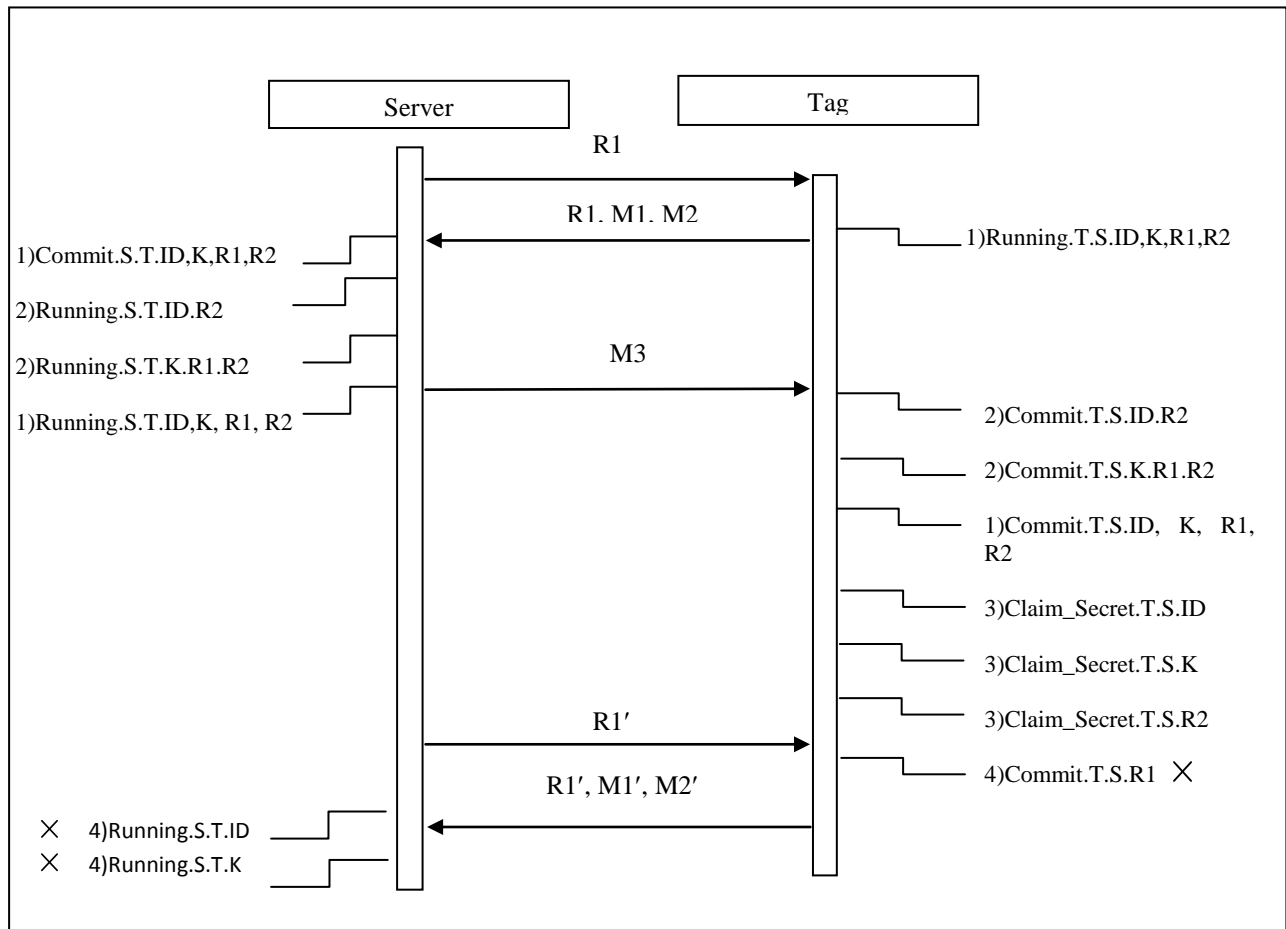 Server
Tag
R1
R1, M1, M2
1)Commit.S.T.ID,K,R1,R2
1)Running.T.S.ID,K,R1,R2
2)Running.S.T.ID.R2
2)Running.S.T.K.R1.R2
M3
1)Running.S.T.ID,K, R1, R2
2)Commit.T.S.ID.R2
2)Commit.T.S.K.R1.R2
1)Commit.T.S.ID, K, R1,
R2
3)Claim_Secret.T.S.ID
3)Claim_Secret.T.S.K
3)Claim_Secret.T.S.R2
R1′
4)Commit.T.S.R1 ×
R1′, M1′, M2′
× 4)Running.S.T.ID
× 4)Running.S.T.K